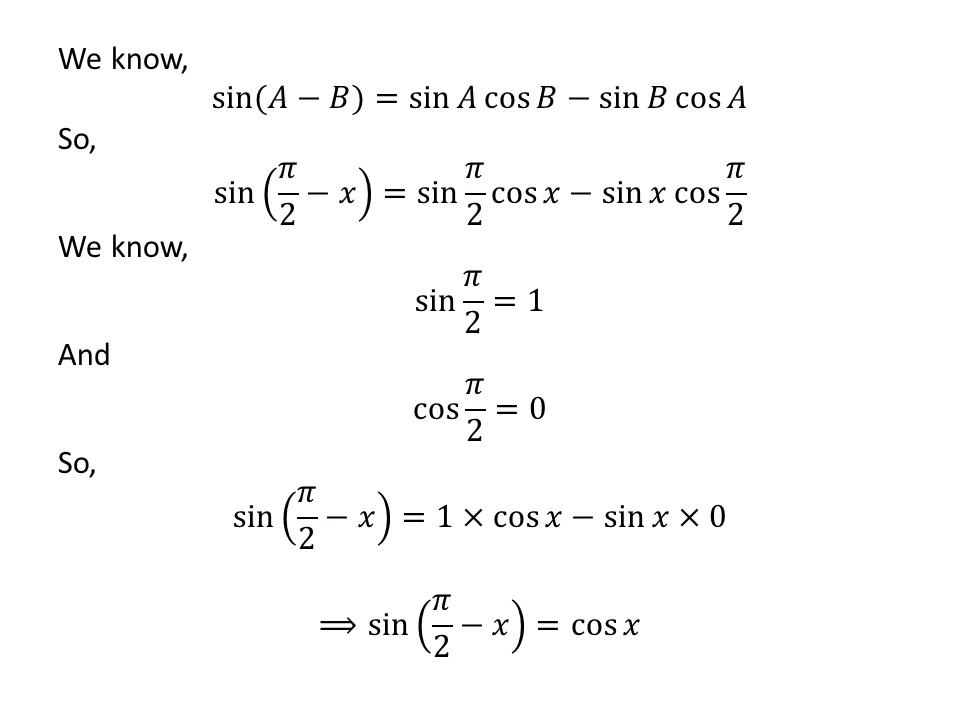 We know,
sin(A − B) = sin A cos B − sin B cos A
So,
sin(π/2 − x) = sin π/2 cos x − sin x cos π/2
We know,
sin π/2 = 1
And
cos π/2 = 0
So,
sin(π/2 − x) = 1 × cos x − sin x × 0
⟹ sin(π/2 − x) = cos x